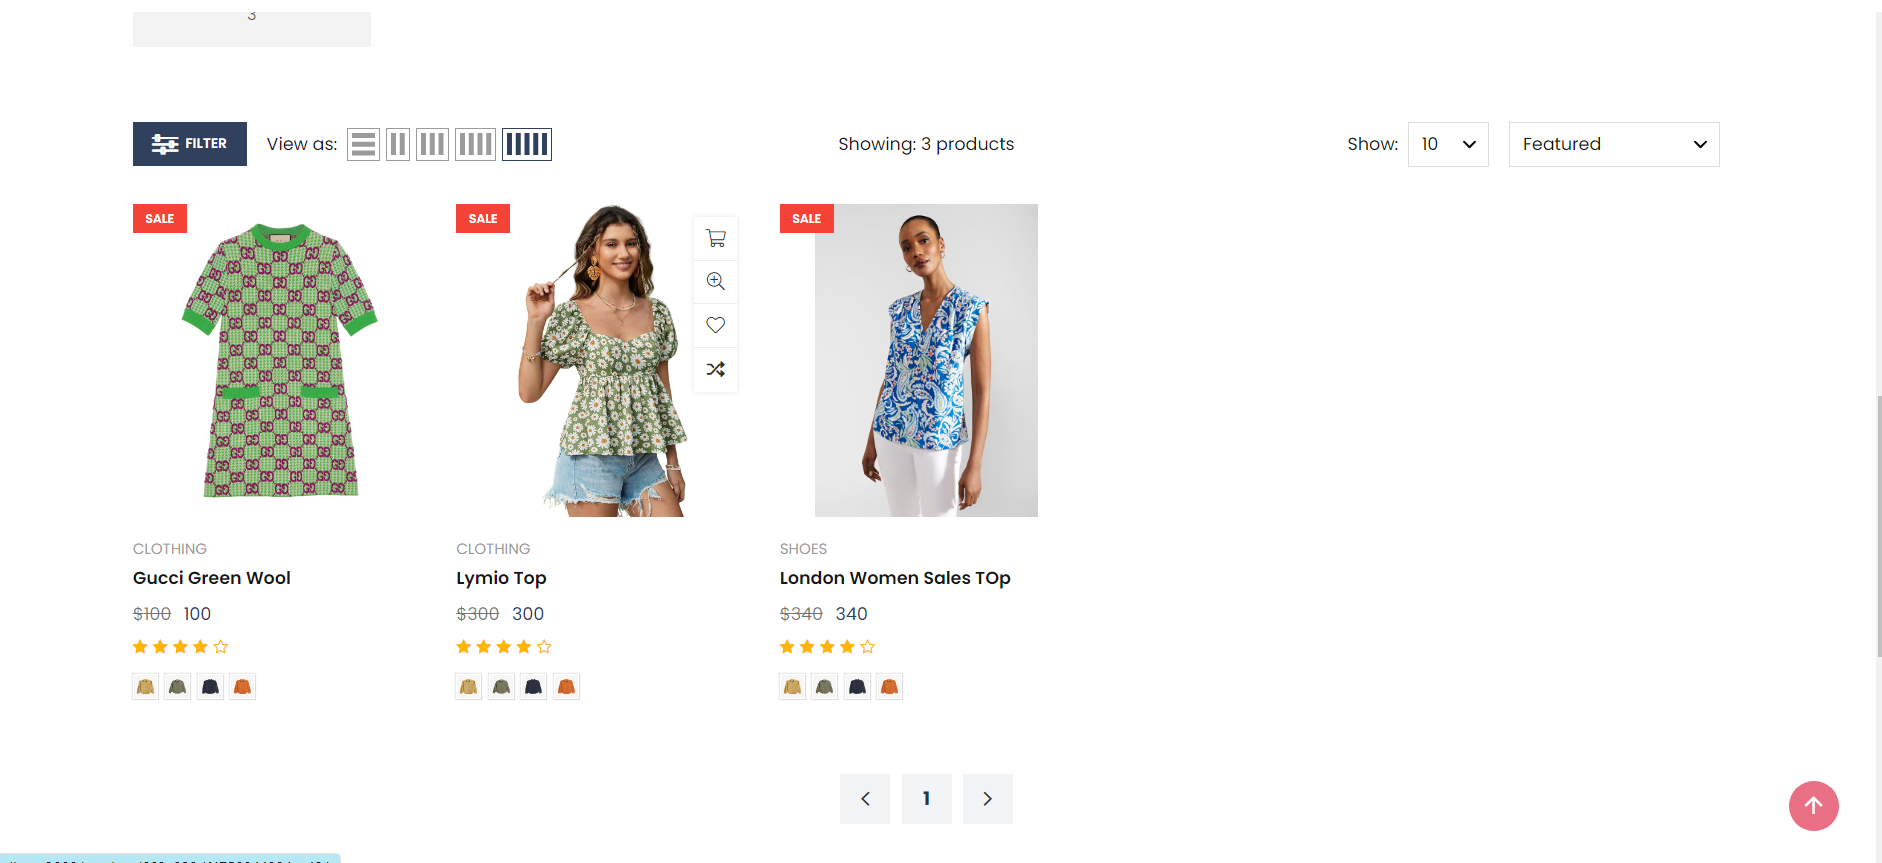 3
FILTER
View as:
Showing: 3 products
Show:
10
Featured
SALE
SALE
SALE
CLOTHING
Gucci Green Wool
$100 100
CLOTHING
Lymio Top
$300 300
SHOES
London Women Sales TOp
$340 340
1